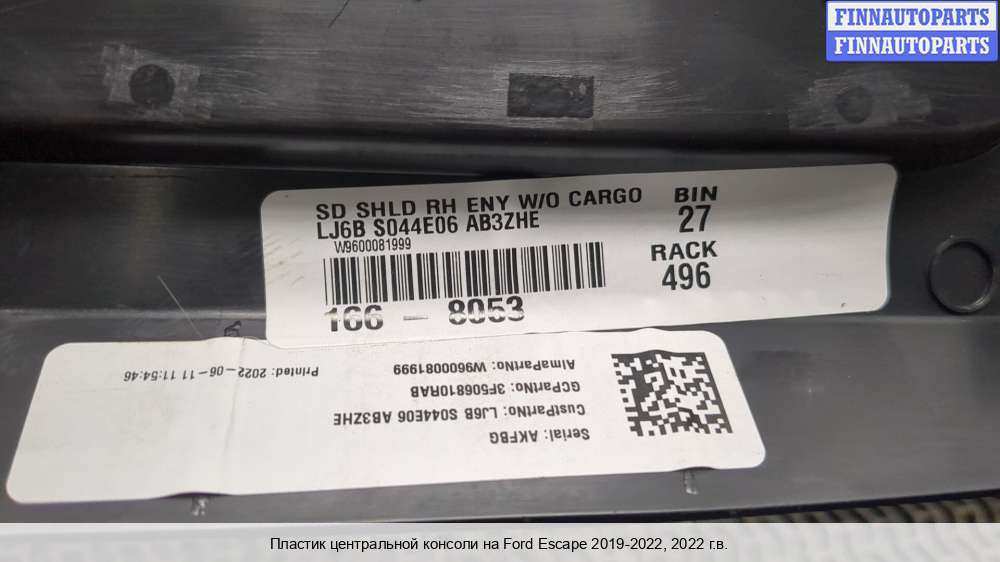 FINNAUTOPARTS
FINNAUTOPARTS
SD SHLD RH ENY W/O CARGO
LJ6B S044E06 AB3ZHE
W9600081999
166 – 8053
BIN
27
RACK
496
Serial: AKFBG
CustPartNo: LJ6B S044E06 AB3ZHE
GCPartNo: 3F506810RAB
AlmaPartNo: W9600081999
Printed: 2022-06-11 11:54:46
Пластик центральной консоли на Ford Escape 2019-2022, 2022 г.в.